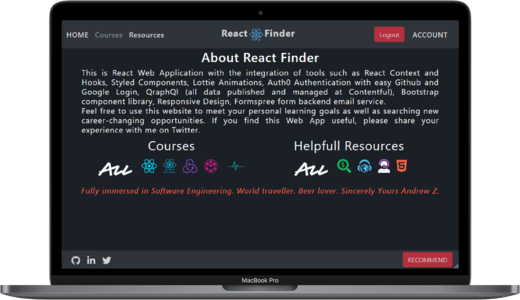 HOME Courses Resources React Finder Logout ACCOUNT
About React Finder
This is React Web Application with the integration of tools such as React Context and
Hooks, Styled Components, Lottie Animations, Auth0 Authentication with easy Github and
Google Login, QraphQl (all data published and managed at Contentful), Bootstrap
component library, Responsive Design, Formspree form backend email service.
Feel free to use this website to meet your personal learning goals as well as searching new
career-changing opportunities. If you find this Web App useful, please share your
experience with me on Twitter.
Courses Helpfull Resources
ALL ALL
Fully immersed in Software Engineering. World traveller. Beer lover. Sincerely Yours Andrew Z.
RECOMMEND
MacBook Pro